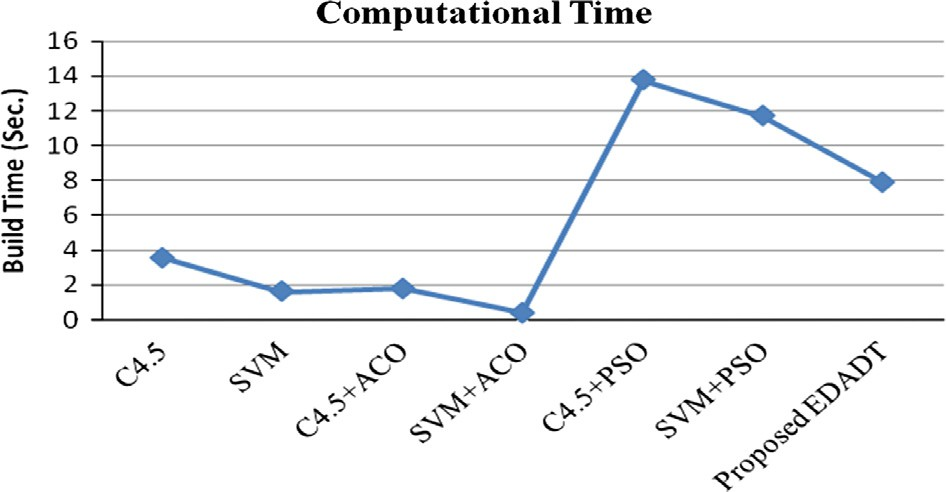 Computational Time
16
14
12
10
8
6
4
2
0
Build Time (Sec.)
C4.5
SVM
C4.5+ACO
SVM+ACO
C4.5+PSO
SVM+PSO
Proposed EDADT